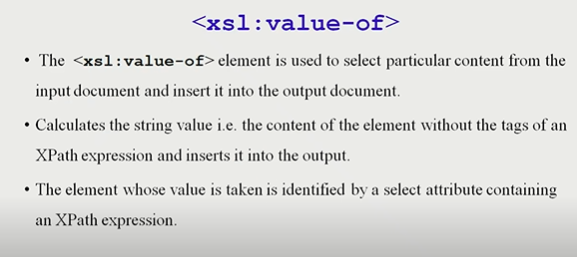 <xsl:value-of>
• The <xsl:value-of> element is used to select particular content from the
input document and insert it into the output document.
• Calculates the string value i.e. the content of the element without the tags of an
XPath expression and inserts it into the output.
• The element whose value is taken is identified by a select attribute containing
an XPath expression.